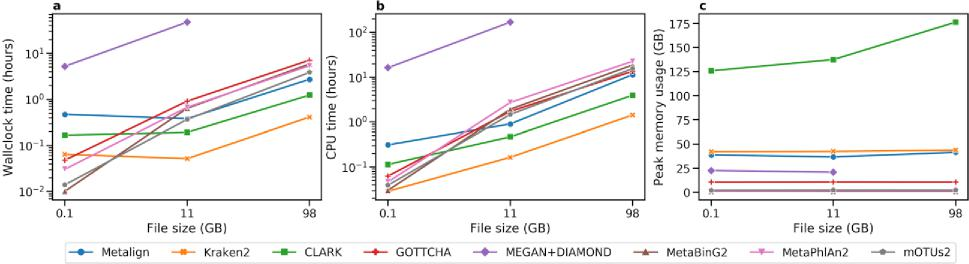 a
Wallclock time (hours)
10¹
10⁰
10⁻¹
10⁻²
0.1 11 98
File size (GB)
b
CPU time (hours)
10²
10¹
10⁰
10⁻¹
0.1 11 98
File size (GB)
c
Peak memory usage (GB)
175
150
125
100
75
50
25
0
0.1 11 98
File size (GB)
Metalign Kraken2 CLARK GOTTCHA MEGAN+DIAMOND MetaBinG2 MetaPhlAn2 mOTUs2